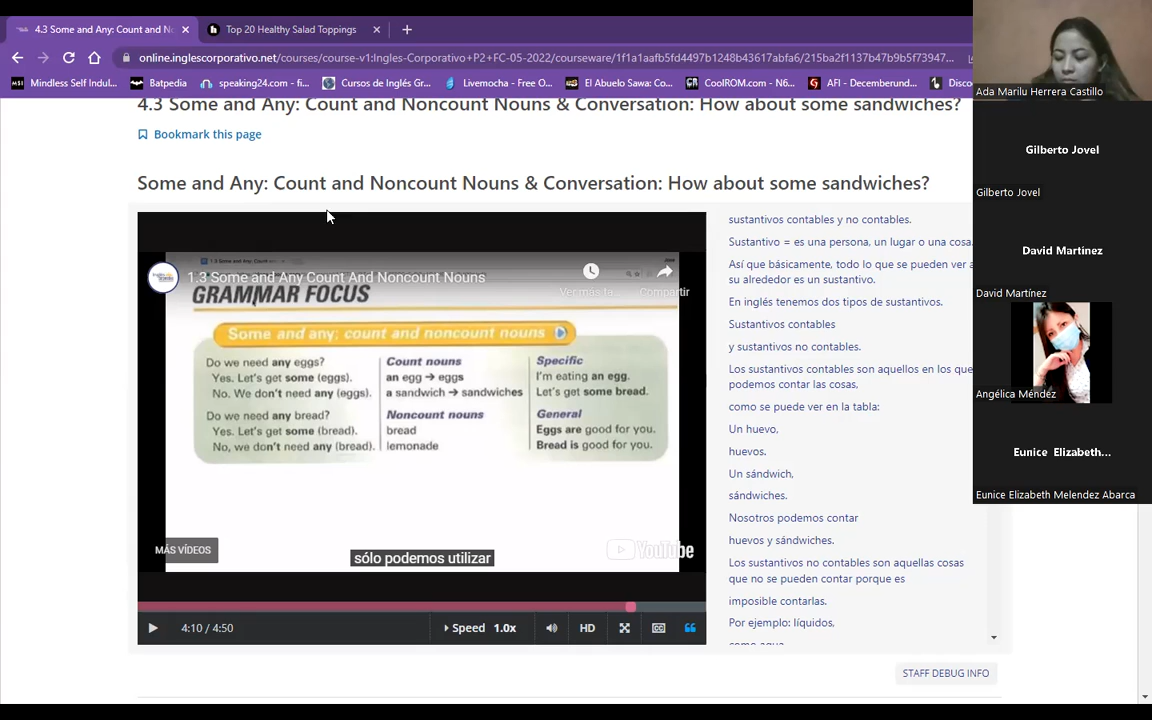 4.3 Some and Any: Count and N
Top 20 Healthy Salad Toppings
online.inglescorporativo.net/courses/course-v1:Ingles-Corporativo+P2+FC-05-2022/courseware/1f1a1aafb5fd4497b1248b43617abfa6/215ba2f1137b47b9b5f73947...
Mindless Self Indul...
Batpedia
speaking24.com - fi...
Cursos de Inglés Gr...
Livemocha - Free O...
El Abuelo Sawa: Co...
CoolROM.com - N6...
AFI - Decemberund...
Disco
4.3 Some and Any: Count and Noncount Nouns & Conversation: How about some sandwiches?
Bookmark this page
Some and Any: Count and Noncount Nouns & Conversation: How about some sandwiches?
1.3 Some and Any Count And Noncount Nouns
Ver más ta...
Compartir
GRAMMAR FOCUS
Some and any: count and noncount nouns
Do we need any eggs?
Yes. Let's get some (eggs).
No. We don't need any (eggs).
Do we need any bread?
Yes. Let's get some (bread).
No, we don't need any (bread).
Count nouns
an egg → eggs
a sandwich → sandwiches
Noncount nouns
bread
lemonade
Specific
I'm eating an egg.
Let's get some bread.
General
Eggs are good for you.
Bread is good for you.
MÁS VÍDEOS
YouTube
sólo podemos utilizar
4:10 / 4:50
Speed 1.0x
HD
CC
sustantivos contables y no contables.
Sustantivo = es una persona, un lugar o una cosa.
Así que básicamente, todo lo que se pueden ver a
su alrededor es un sustantivo.
En inglés tenemos dos tipos de sustantivos.
Sustantivos contables
y sustantivos no contables.
Los sustantivos contables son aquellos en los que
podemos contar las cosas,
como se puede ver en la tabla:
Un huevo,
huevos.
Un sándwich,
sándwiches.
Nosotros podemos contar
huevos y sándwiches.
Los sustantivos no contables son aquellas cosas
que no se pueden contar porque es
imposible contarlas.
Por ejemplo: líquidos,
como agua
STAFF DEBUG INFO
Ada Marilu Herrera Castillo
Gilberto Jovel
Gilberto Jovel
David Martínez
David Martínez
Angélica Méndez
Eunice Elizabeth...
Eunice Elizabeth Melendez Abarca